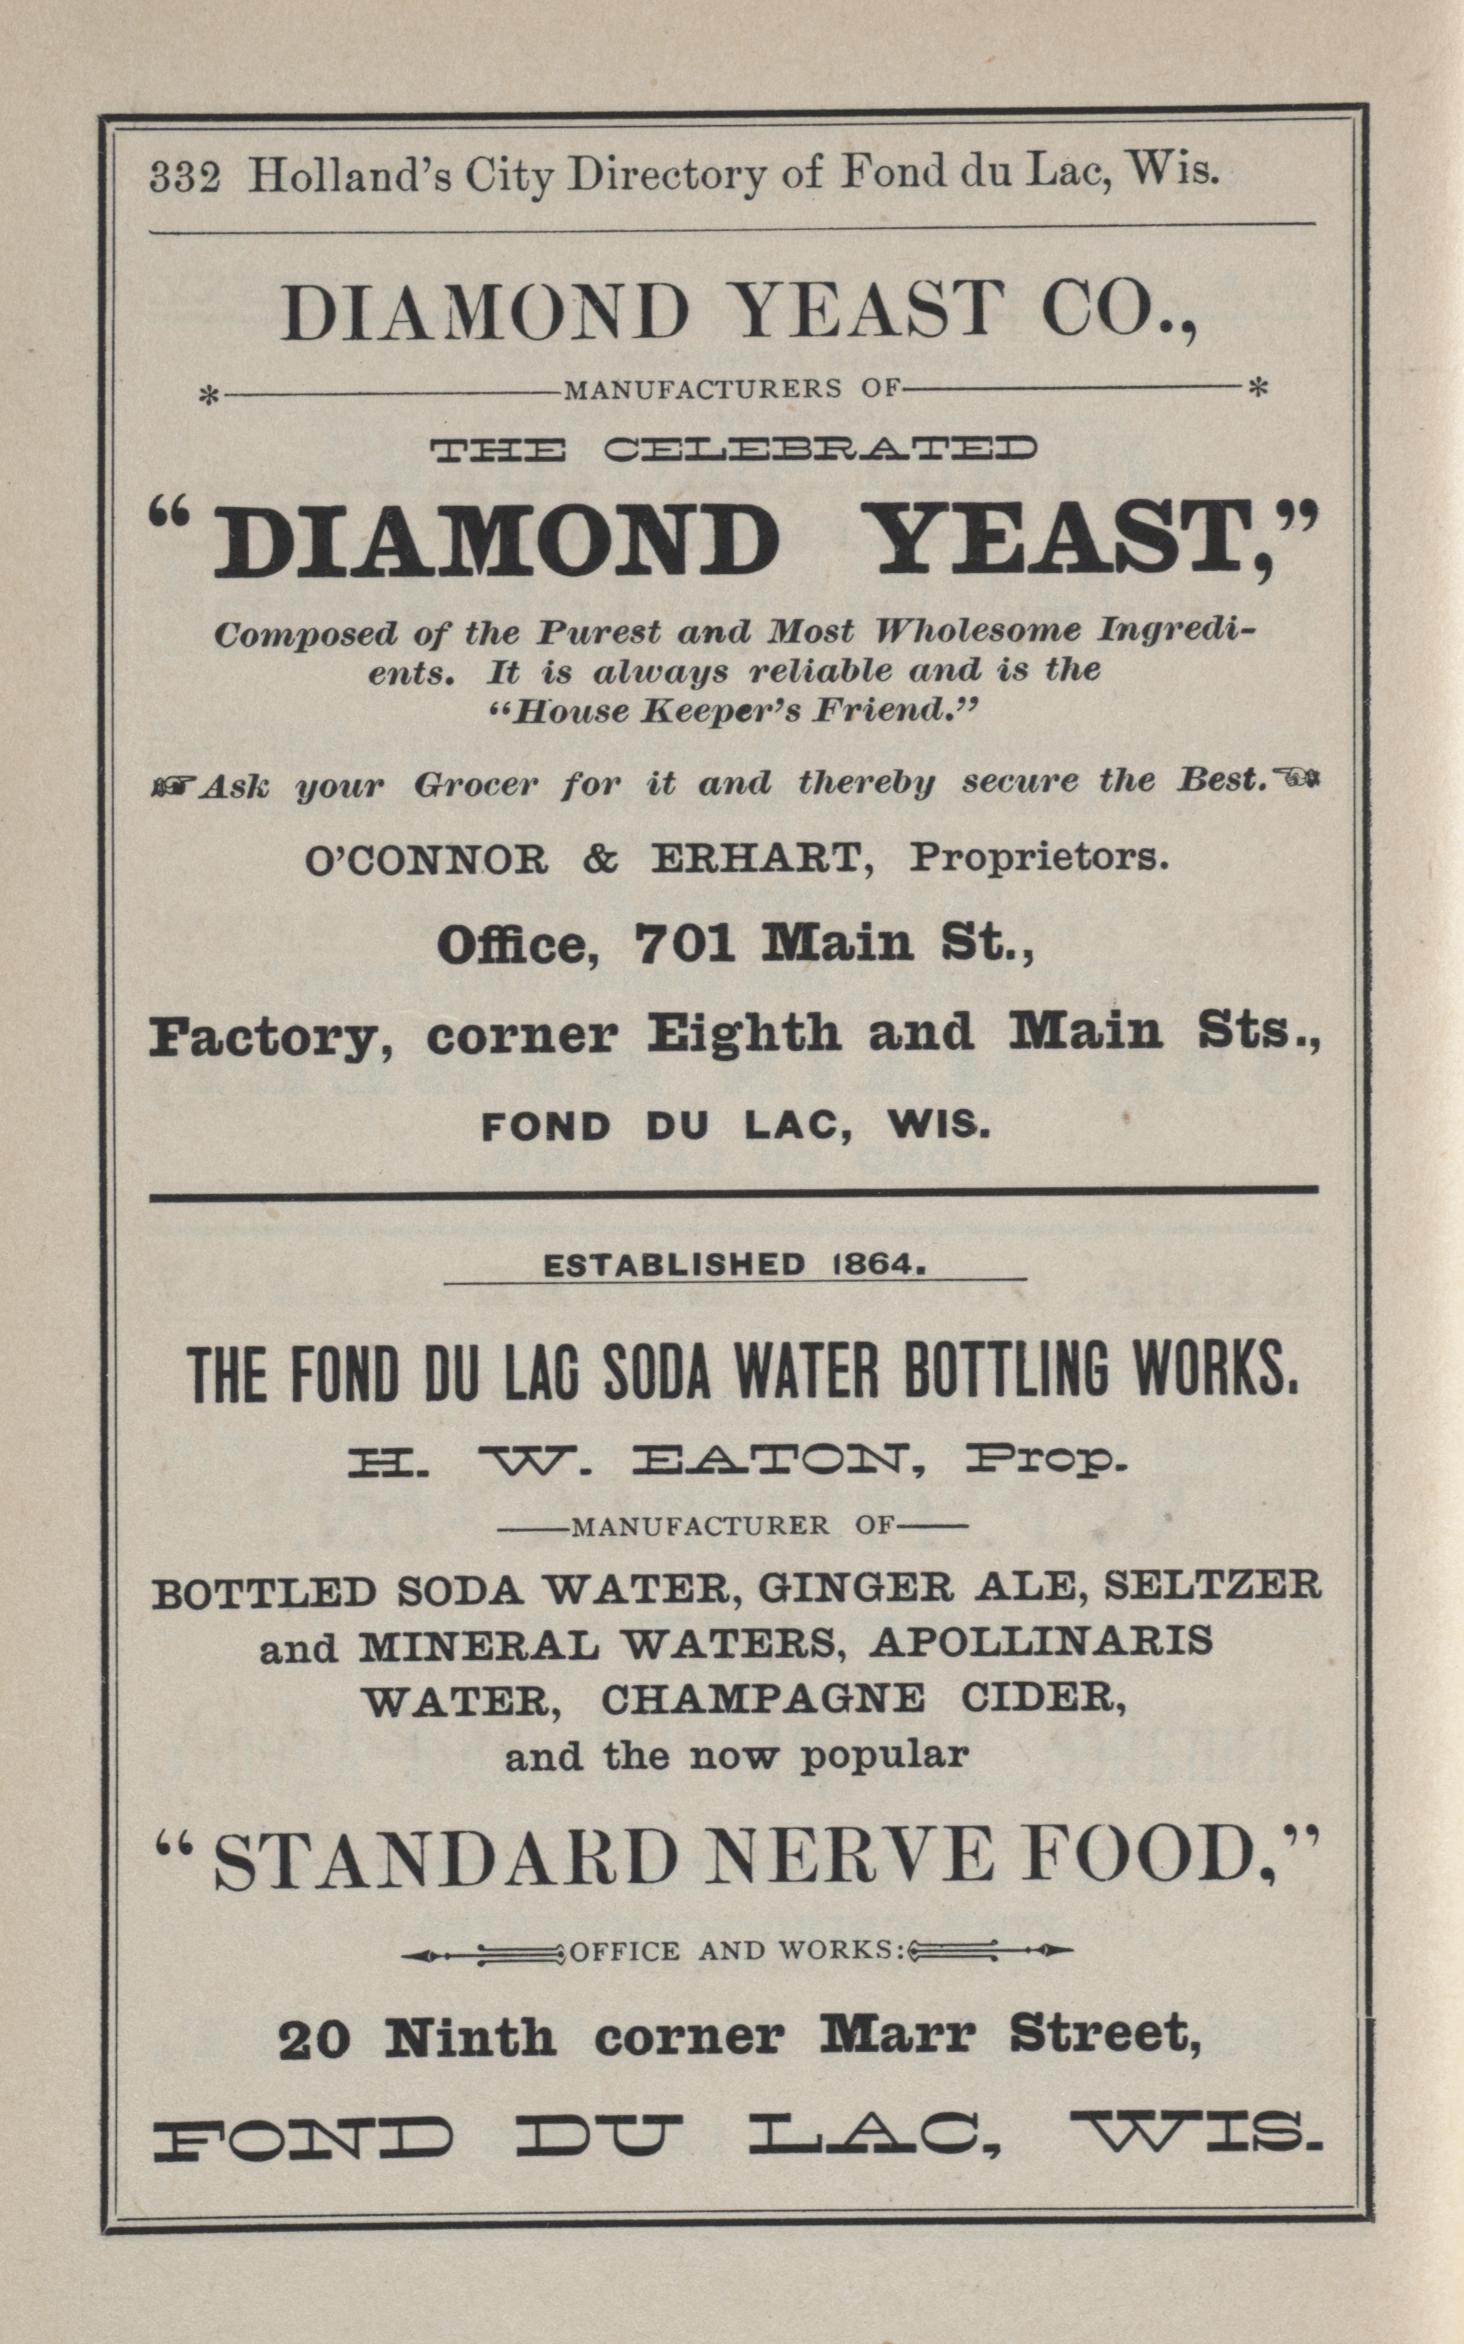 332 Holland's City Directory of Fond du Lac, Wis.
DIAMOND YEAST CO.,
*——MANUFACTURERS OF——*
THE CELEBRATED
“DIAMOND YEAST,”
Composed of the Purest and Most Wholesome Ingredi-
ents. It is always reliable and is the
“House Keeper's Friend.”
☞Ask your Grocer for it and thereby secure the Best.☜
O'CONNOR & ERHART, Proprietors.
Office, 701 Main St.,
Factory, corner Eighth and Main Sts.,
FOND DU LAC, WIS.
ESTABLISHED 1864.
THE FOND DU LAC SODA WATER BOTTLING WORKS.
H. W. EATON, Prop.
——MANUFACTURER OF——
BOTTLED SODA WATER, GINGER ALE, SELTZER
and MINERAL WATERS, APOLLINARIS
WATER, CHAMPAGNE CIDER,
and the now popular
“STANDARD NERVE FOOD,”
OFFICE AND WORKS:
20 Ninth corner Marr Street,
FOND DU LAC, WIS.